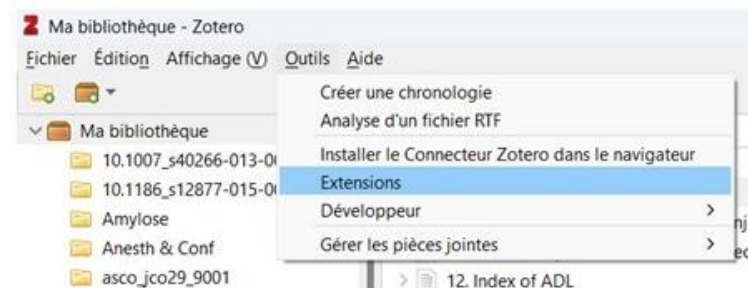 Ma bibliothèque - Zotero
Fichier Édition Affichage (V) Outils Aide
Créer une chronologie
Analyse d'un fichier RTF
Installer le Connecteur Zotero dans le navigateur
Extensions
Développeur
Gérer les pièces jointes
Ma bibliothèque
10.1007_s40266-013-0
10.1186_s12877-015-0
Amylose
Anesth & Conf
asco_jco29_9001
12. Index of ADL